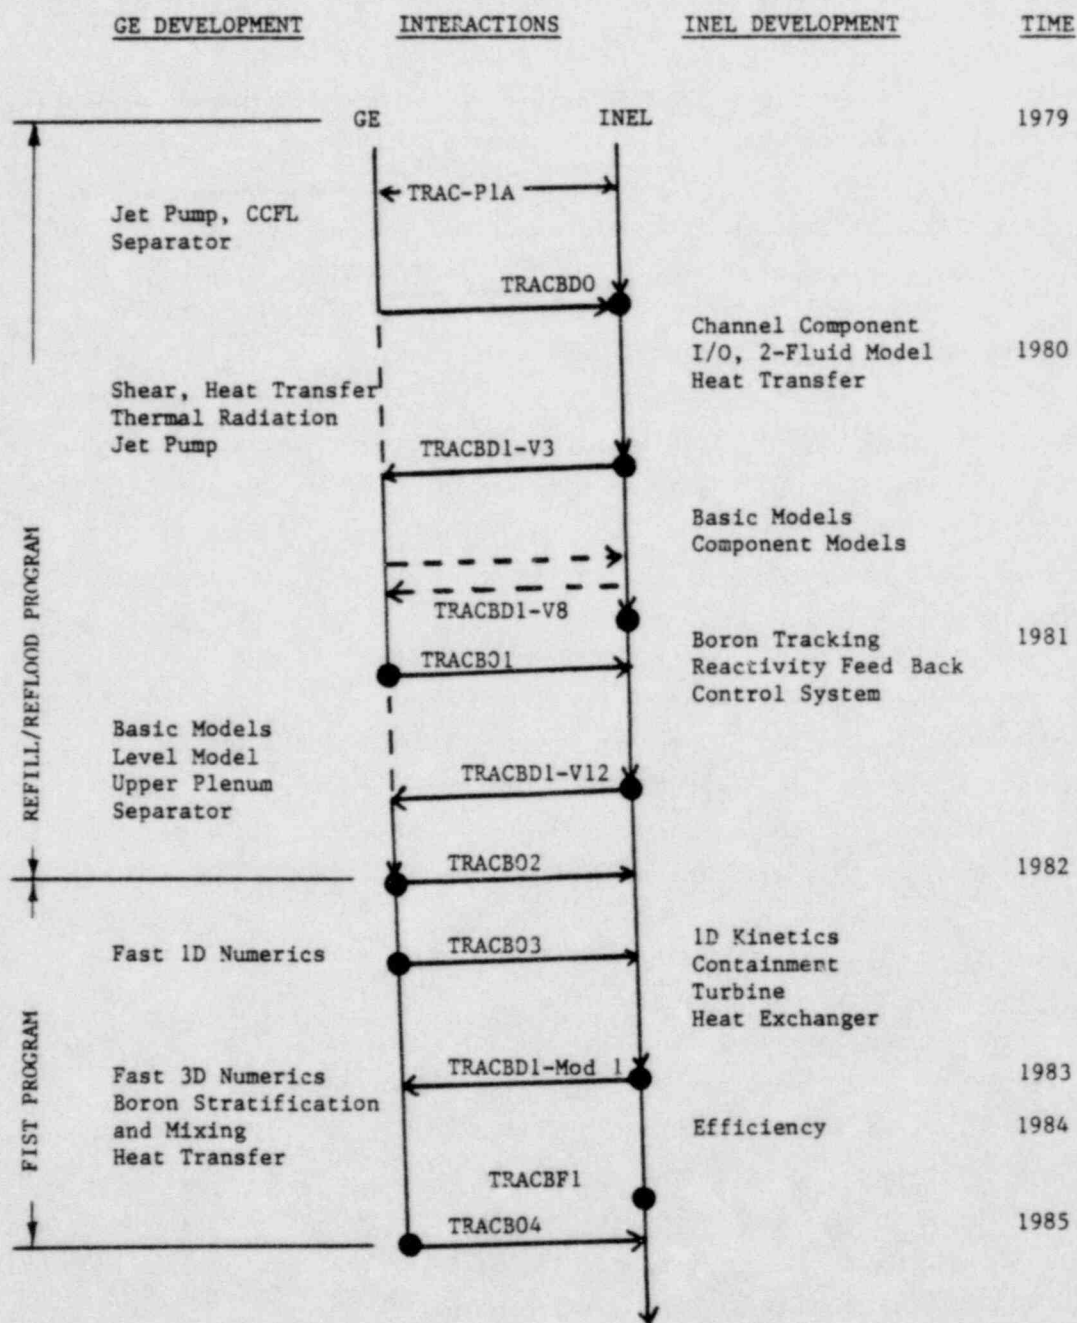 GE DEVELOPMENT INTERACTIONS INEL DEVELOPMENT TIME
GE INEL 1979
TRAC-P1A
Jet Pump, CCFL
Separator
TRACBD0
Channel Component
I/O, 2-Fluid Model 1980
Heat Transfer
Shear, Heat Transfer
Thermal Radiation
Jet Pump
TRACBD1-V3
Basic Models
Component Models
TRACBD1-V8
TRACB01
Boron Tracking 1981
Reactivity Feed Back
Control System
REFILL/REFLOOD PROGRAM
Basic Models
Level Model
Upper Plenum
Separator
TRACBD1-V12
TRACB02 1982
Fast 1D Numerics
TRACB03
1D Kinetics
Containment
Turbine
Heat Exchanger
FIST PROGRAM
TRACBD1-Mod 1 1983
Fast 3D Numerics
Boron Stratification
and Mixing
Heat Transfer
Efficiency 1984
TRACBF1
TRACB04 1985